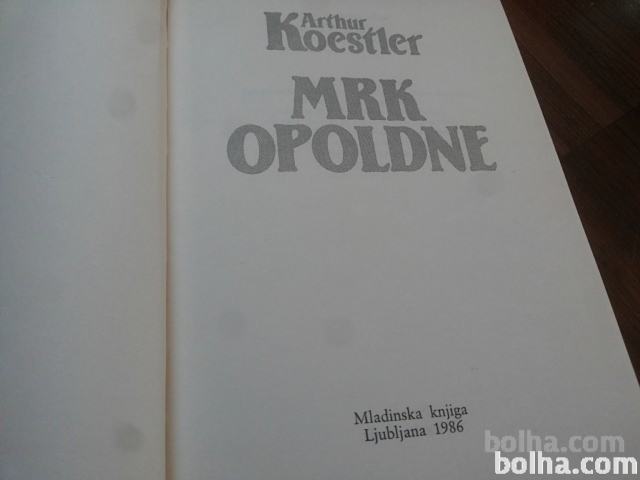 Arthur
Koestler
MRK
OPOLDNE
Mladinska knjiga
Ljubljana 1986
bolha.com
bolha.com